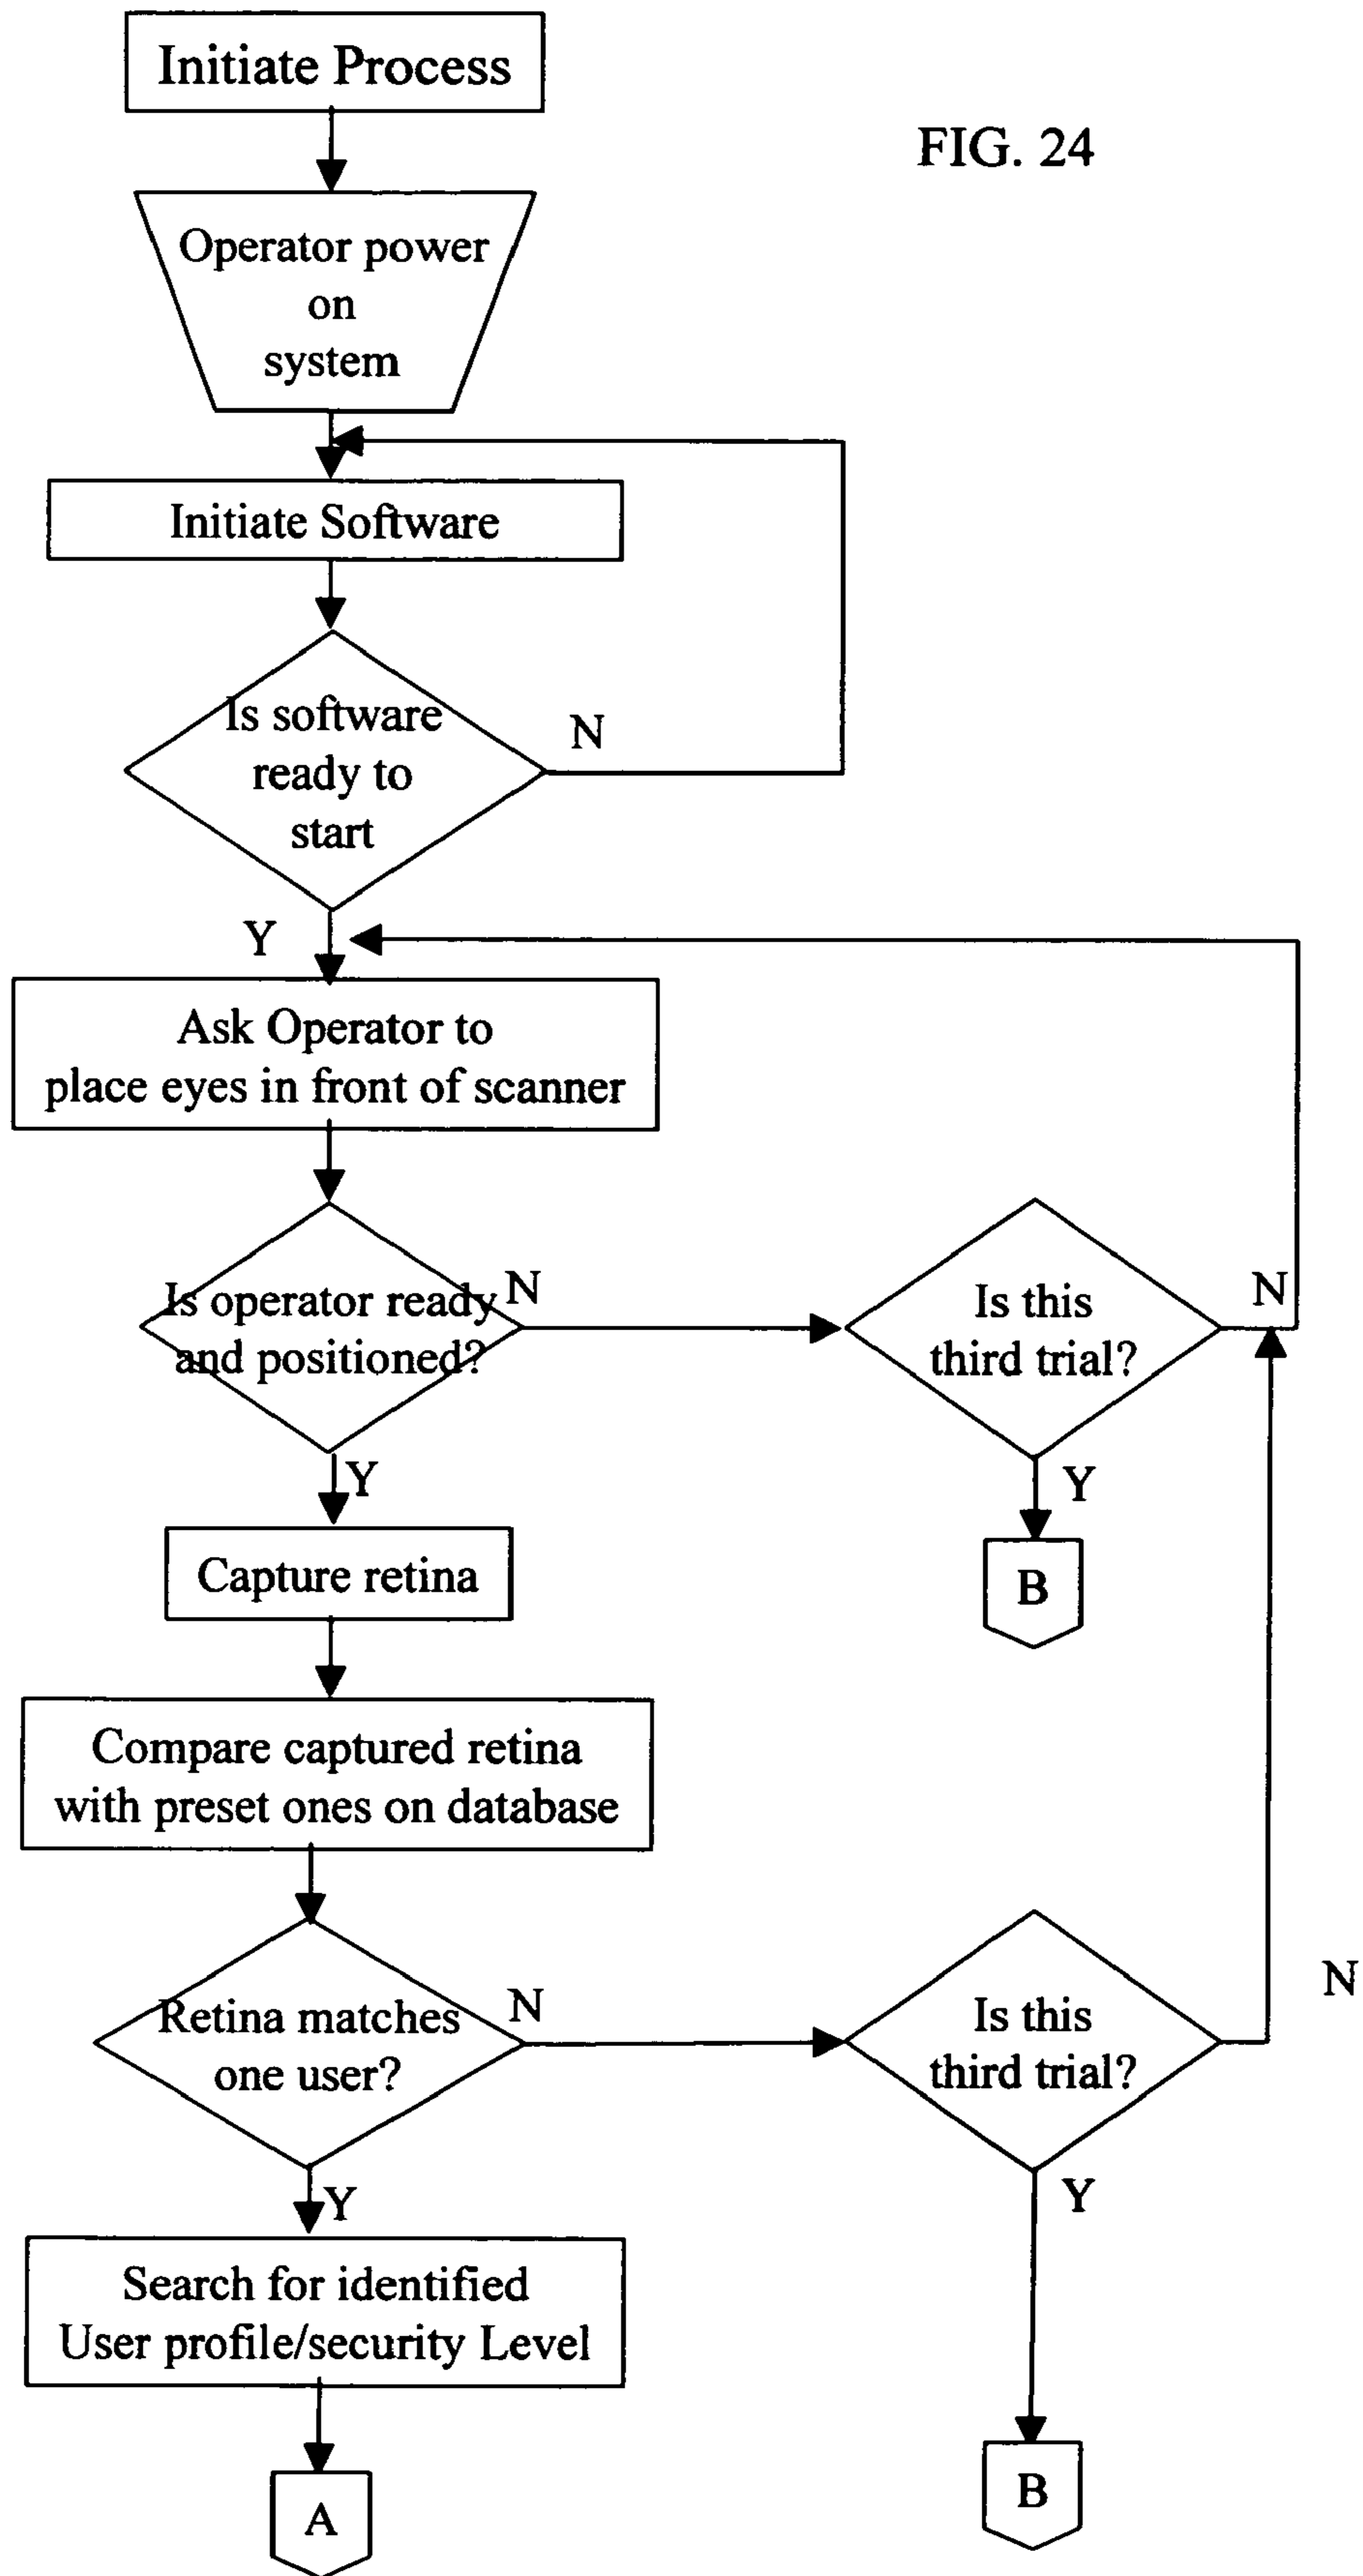 Initiate Process
FIG. 24
Operator power
on
system
Initiate Software
Is software
ready to
start
N
Y
Ask Operator to
place eyes in front of scanner
Is operator ready
and positioned?
N
Is this
third trial?
N
Y
Y
B
Capture retina
Compare captured retina
with preset ones on database
Retina matches
one user?
N
Is this
third trial?
N
Y
Y
Search for identified
User profile/security Level
A
B